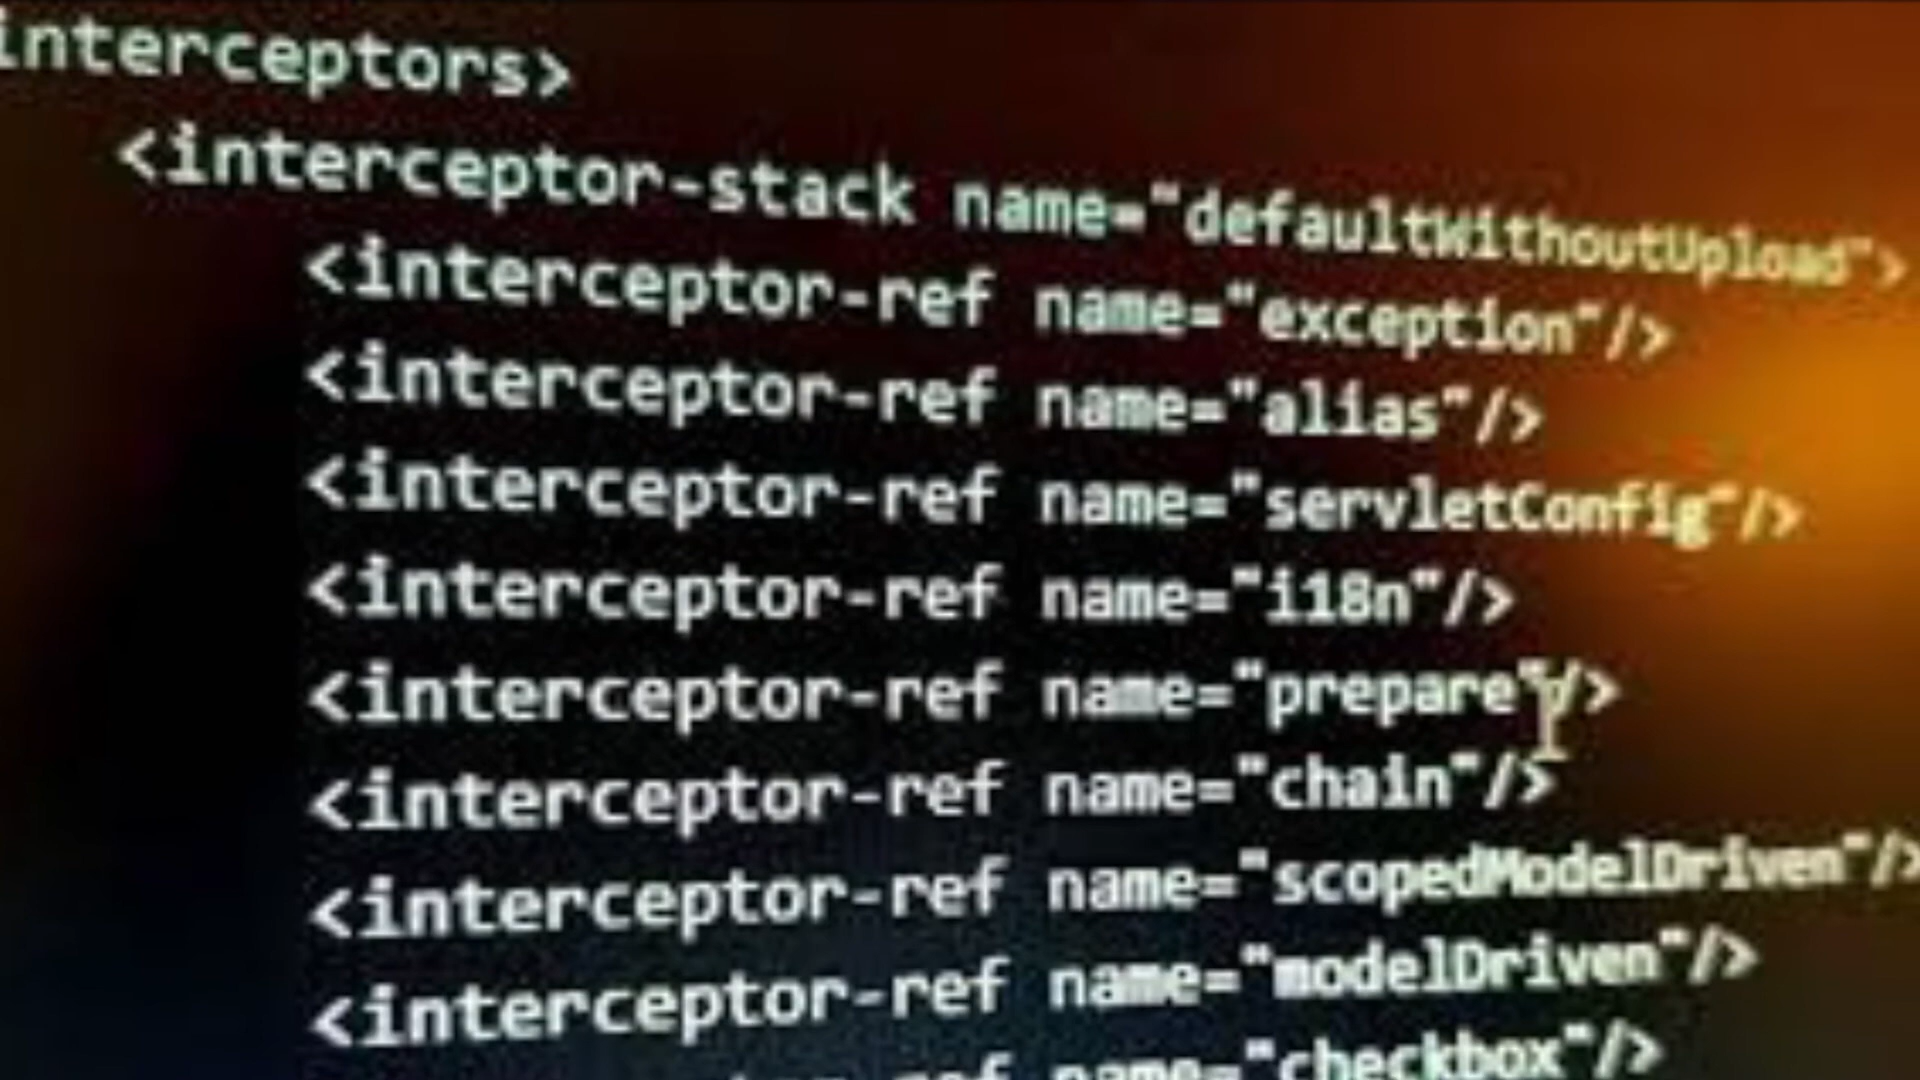 interceptors>
<interceptor-stack name="defaultWithoutUpload">
<interceptor-ref name="exception"/>
<interceptor-ref name="alias"/>
<interceptor-ref name="servletConfig"/>
<interceptor-ref name="i18n"/>
<interceptor-ref name="prepare"/>
<interceptor-ref name="chain"/>
<interceptor-ref name="scopedModelDriven"/>
<interceptor-ref name="modelDriven"/>
name="checkbox"/>